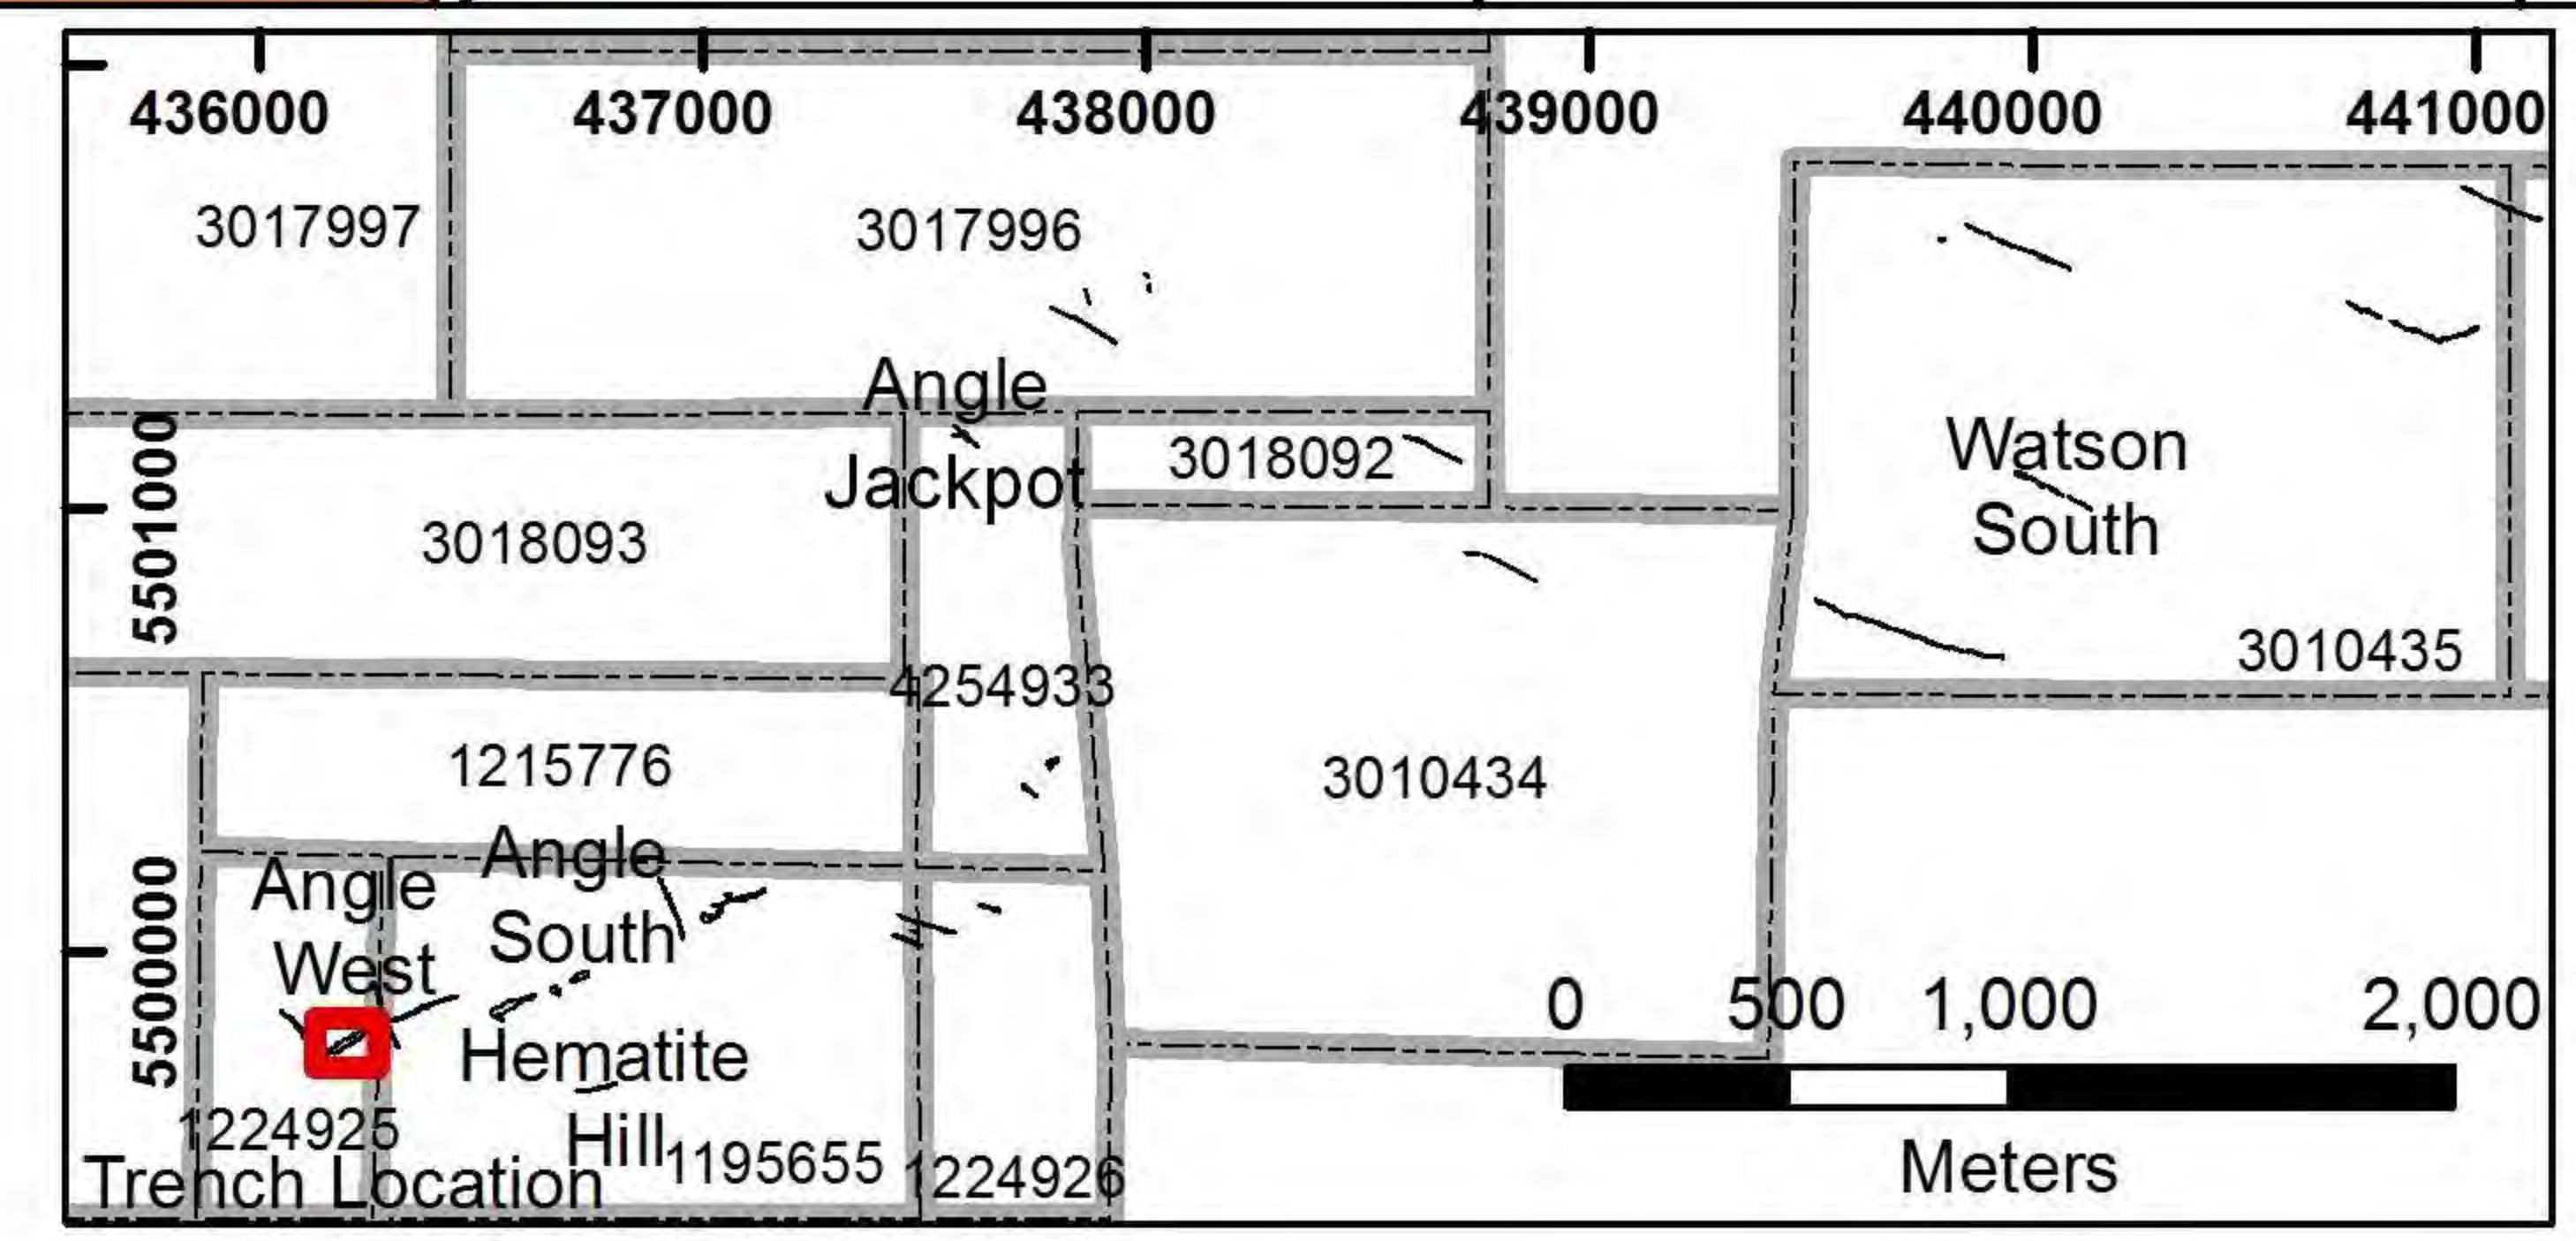 436000 437000 438000 439000 440000 441000
3017997 3017996
Angle
Jackpot
3018092
Watson
South
5501000
3018093
4254933
3010435
1215776
3010434
Angle
South
Angle
West
5500000
0 500 1,000 2,000
Hematite
Hill
1224925
1195655
1224926
Meters
Trench Location